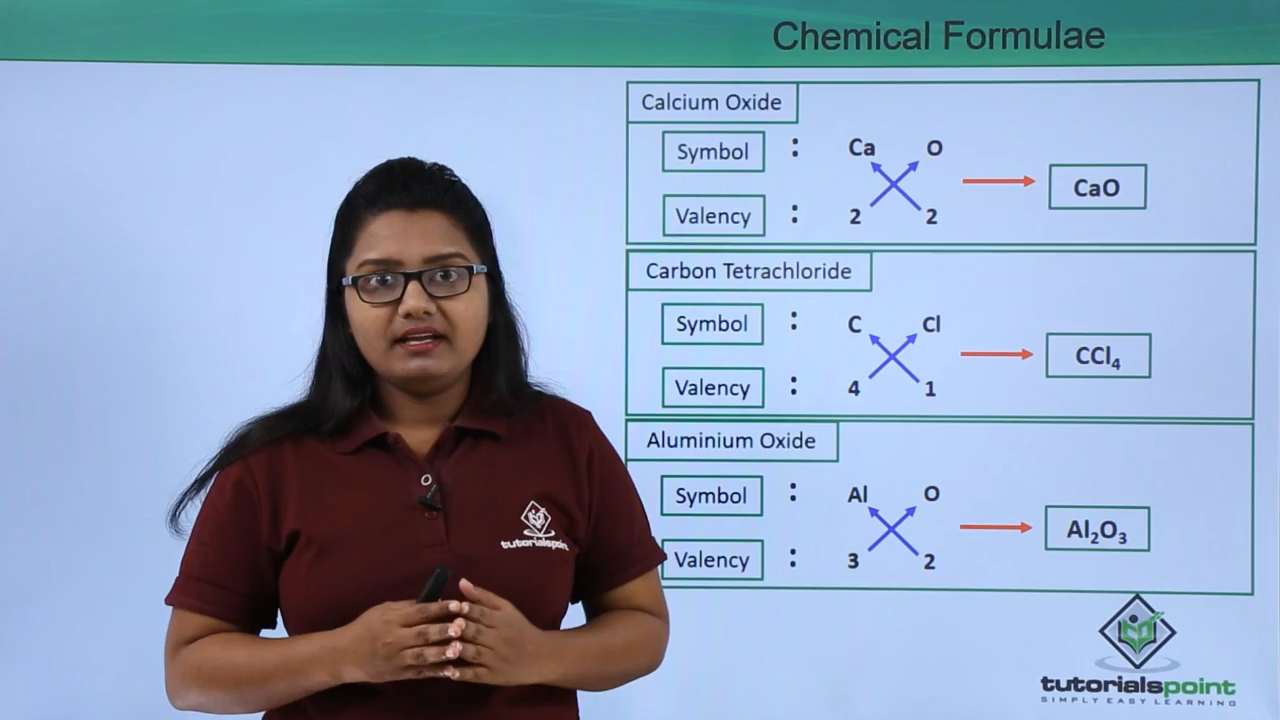 Chemical Formulae
Calcium Oxide
Symbol : Ca O
CaO
Valency : 2 2
Carbon Tetrachloride
Symbol : C Cl
CCl₄
Valency : 4 1
Aluminium Oxide
Symbol : Al O
Al₂O₃
Valency : 3 2
tutorialspoint
tutorialspoint
SIMPLY EASY LEARNING